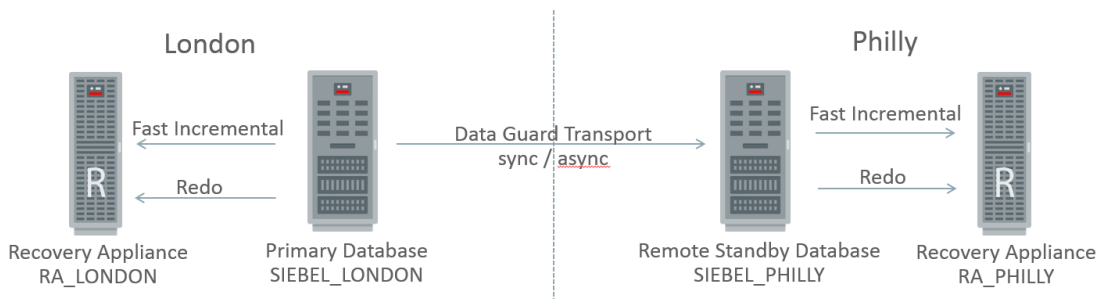 London
Philly
Fast Incremental
Redo
Data Guard Transport
sync / async
Fast Incremental
Redo
R
R
Recovery Appliance
RA_LONDON
Primary Database
SIEBEL_LONDON
Remote Standby Database
SIEBEL_PHILLY
Recovery Appliance
RA_PHILLY